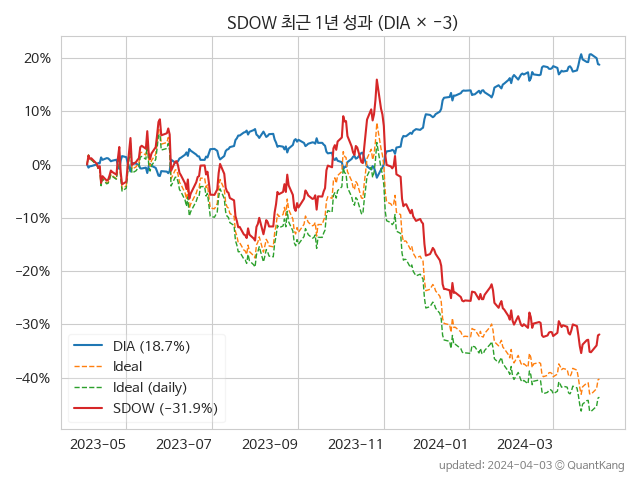 SDOW 최근 1년 성과 (DIA × −3)
20%
10%
0%
−10%
−20%
−30%
−40%
DIA (18.7%)
Ideal
Ideal (daily)
SDOW (−31.9%)
2023-05 2023-07 2023-09 2023-11 2024-01 2024-03
updated: 2024-04-03 © QuantKang